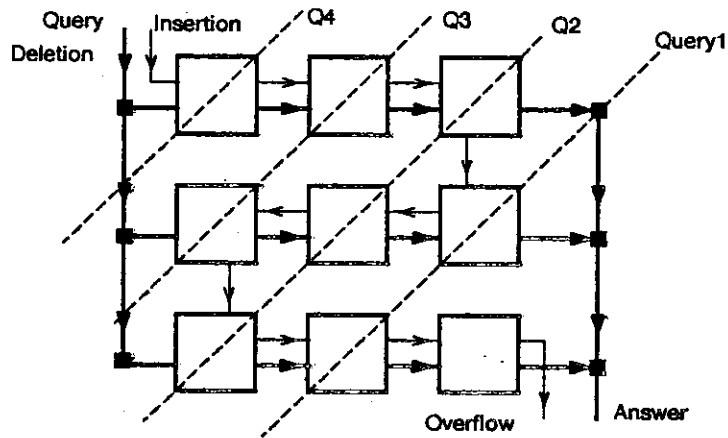 Query
Deletion
Insertion
Q4
Q3
Q2
Query1
Overflow
Answer